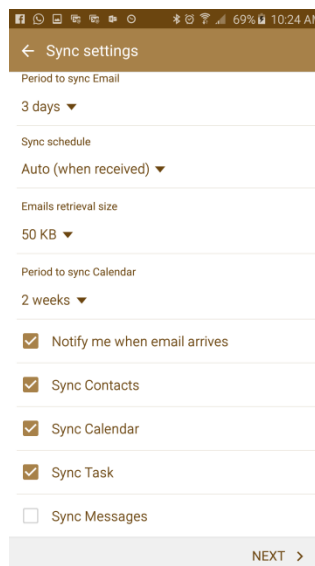 69% 10:24 AM
Sync settings
Period to sync Email
3 days
Sync schedule
Auto (when received)
Emails retrieval size
50 KB
Period to sync Calendar
2 weeks
Notify me when email arrives
Sync Contacts
Sync Calendar
Sync Task
Sync Messages
NEXT